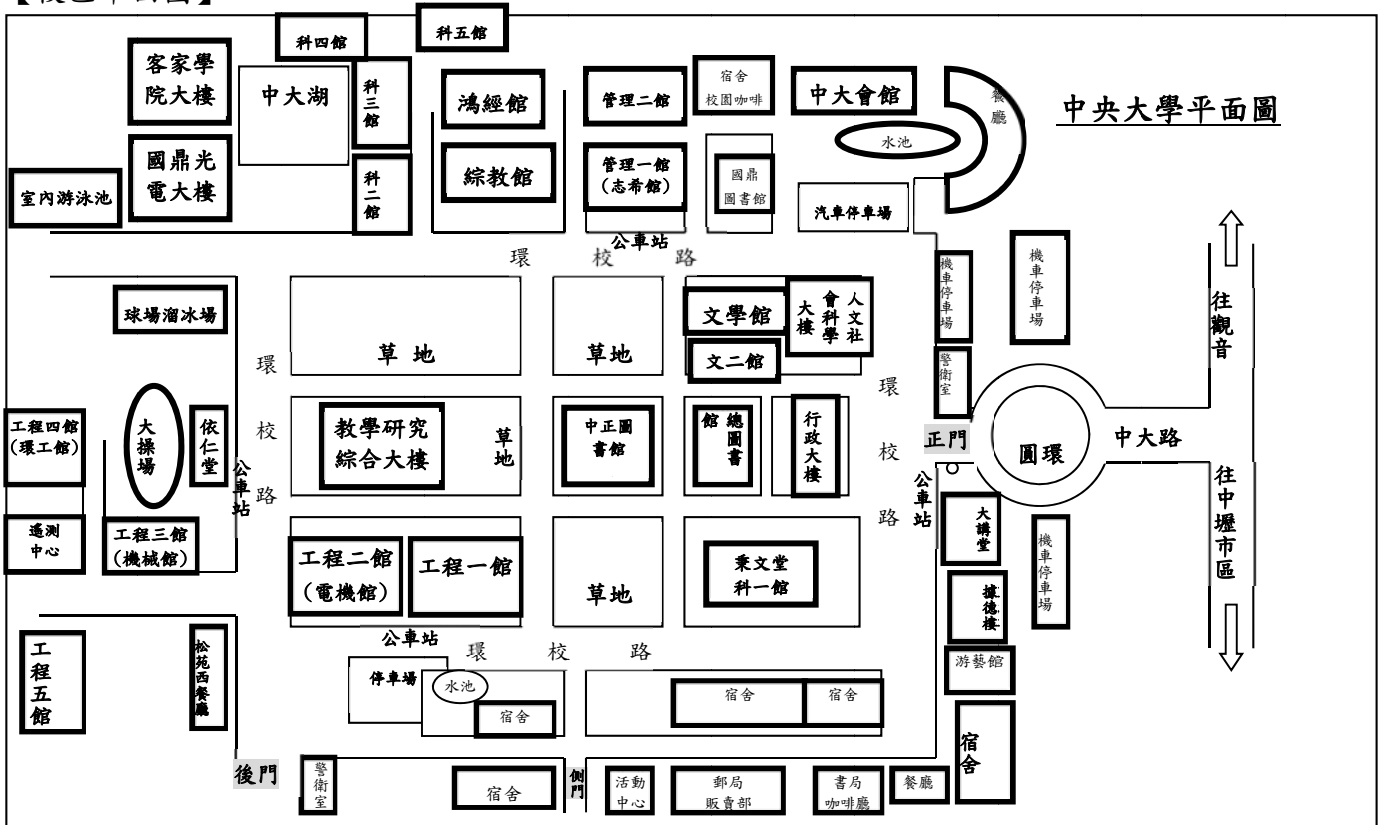 科四館
科五館
客家學
院大樓
中大湖
科三館
鴻經館
管理二館
宿舍
校園咖啡
中大會館
餐廳
中央大學平面圖
水池
國鼎光
電大樓
科二館
綜教館
管理一館
(志希館)
國鼎
圖書館
室內游泳池
汽車停車場
公車站
環 校 路
機車停車場
機車停車場
往觀音
球場溜冰場
文學館
人文社
會科學
大樓
草 地
草地
文二館
警衛室
環 校 路
環 校 路
工程四館
(環工館)
大操場
依仁堂
公車站
教學研究
綜合大樓
草地
中正圖
書館
總圖書
館
行政大樓
正門
圓環
中大路
往中壢市區
公車站
遙測
中心
工程三館
(機械館)
大講堂
機車停車場
工程二館
(電機館)
工程一館
草地
秉文堂
科一館
據德樓
公車站
環 校 路
工程五館
松苑西餐廳
停車場
水池
宿舍
宿舍
宿舍
游藝館
宿舍
後門
警衛室
宿舍
側門
活動
中心
郵局
販賣部
書局
咖啡廳
餐廳